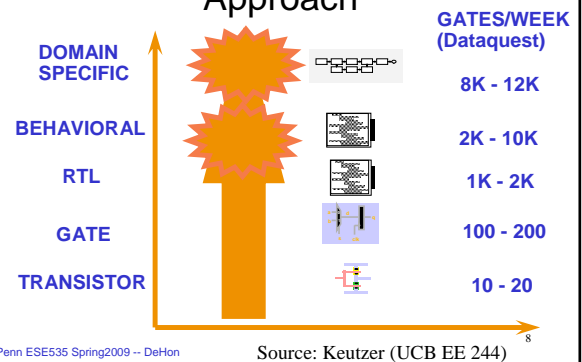 Approach
GATES/WEEK
(Dataquest)
DOMAIN
SPECIFIC
8K - 12K
BEHAVIORAL
2K - 10K
RTL
1K - 2K
GATE
100 - 200
TRANSISTOR
10 - 20
8
Penn ESE535 Spring2009 -- DeHon
Source: Keutzer (UCB EE 244)